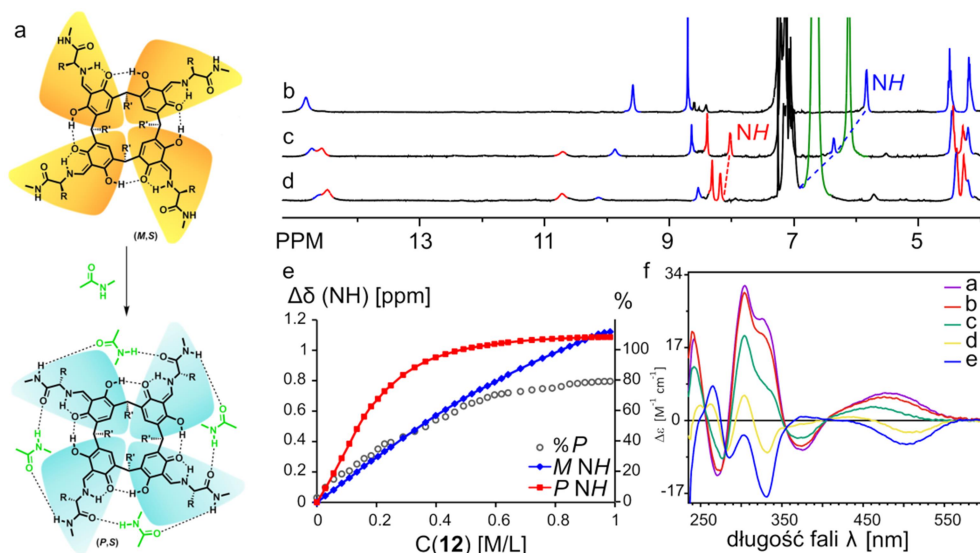 a
N-H
O
H-N
R
R'
(M,S)
O
N
H
(P,S)
b
NH
c
NH
d
PPM
13
11
9
7
5
e
Δδ (NH) [ppm]
%
1.2
1
0.8
0.6
0.4
0.2
0
100
80
60
40
20
0
%P
M NH
P NH
0
0.2
0.4
0.6
0.8
1
C(12) [M/L]
f
34
17
0
-17
Δε [M⁻¹ cm⁻¹]
a
b
c
d
e
250
350
450
550
długość fali λ [nm]